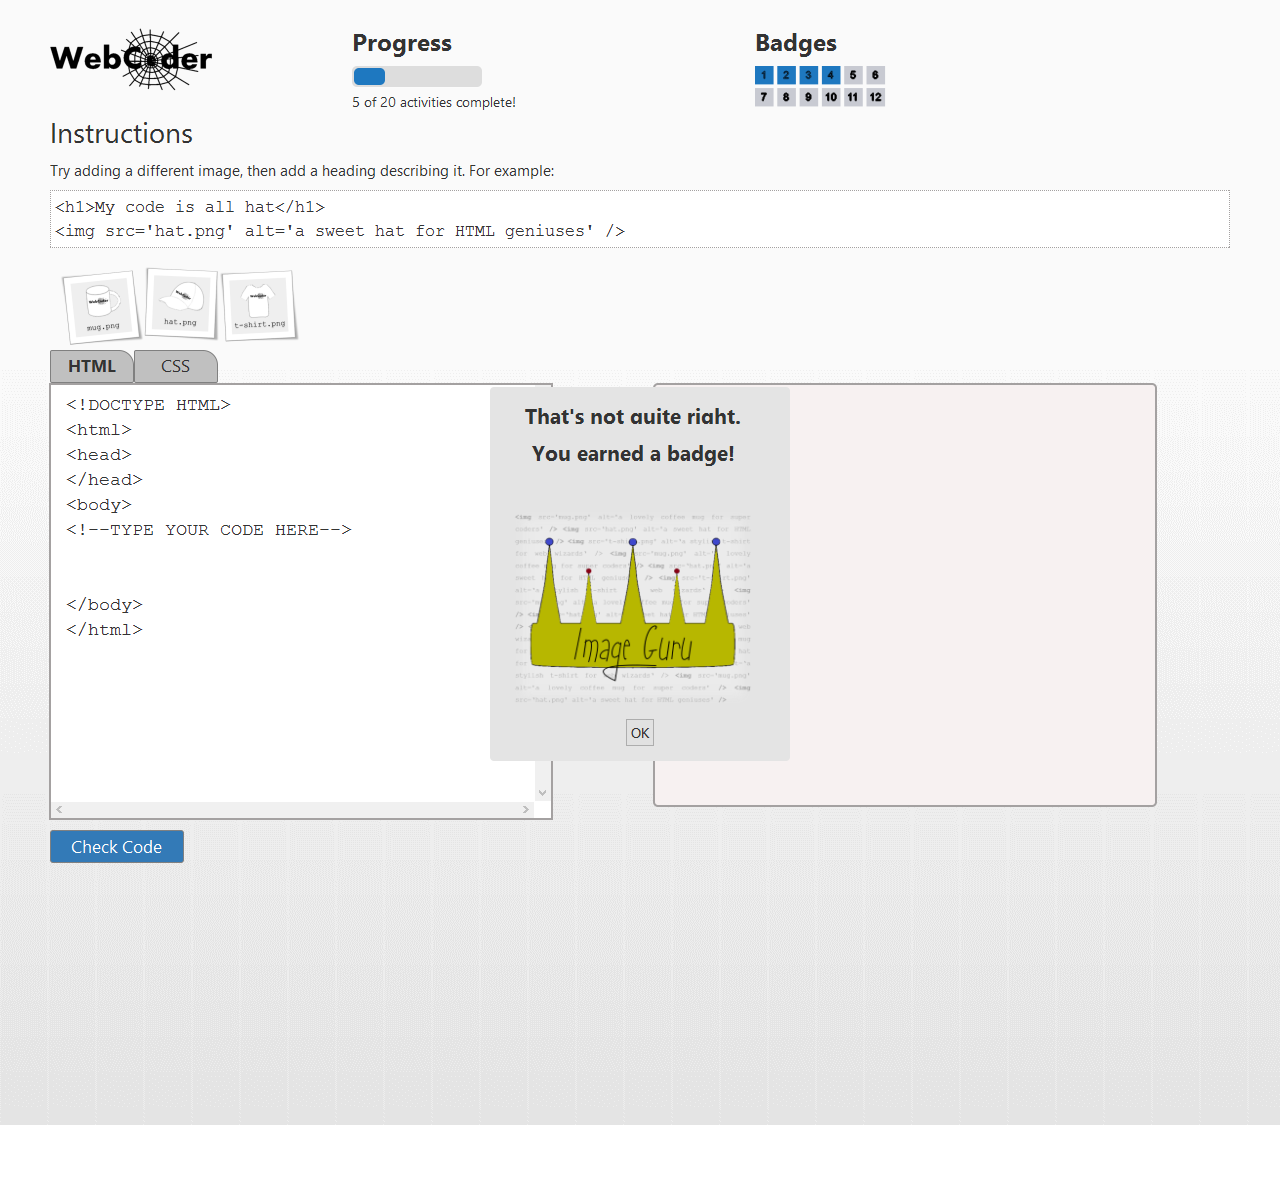 WebCoder
Progress
5 of 20 activities complete!
Badges
1 2 3 4 5 6
7 8 9 10 11 12
Instructions
Try adding a different image, then add a heading describing it. For example:
<h1>My code is all hat</h1>
<img src='hat.png' alt='a sweet hat for HTML geniuses' />
WebCoder
mug.png
WebCoder
hat.png
WebCoder
t-shirt.png
HTML CSS
<!DOCTYPE HTML>
<html>
<head>
</head>
<body>
<!--TYPE YOUR CODE HERE-->
</body>
</html>
That's not quite right.
You earned a badge!
Image Guru
OK
Check Code